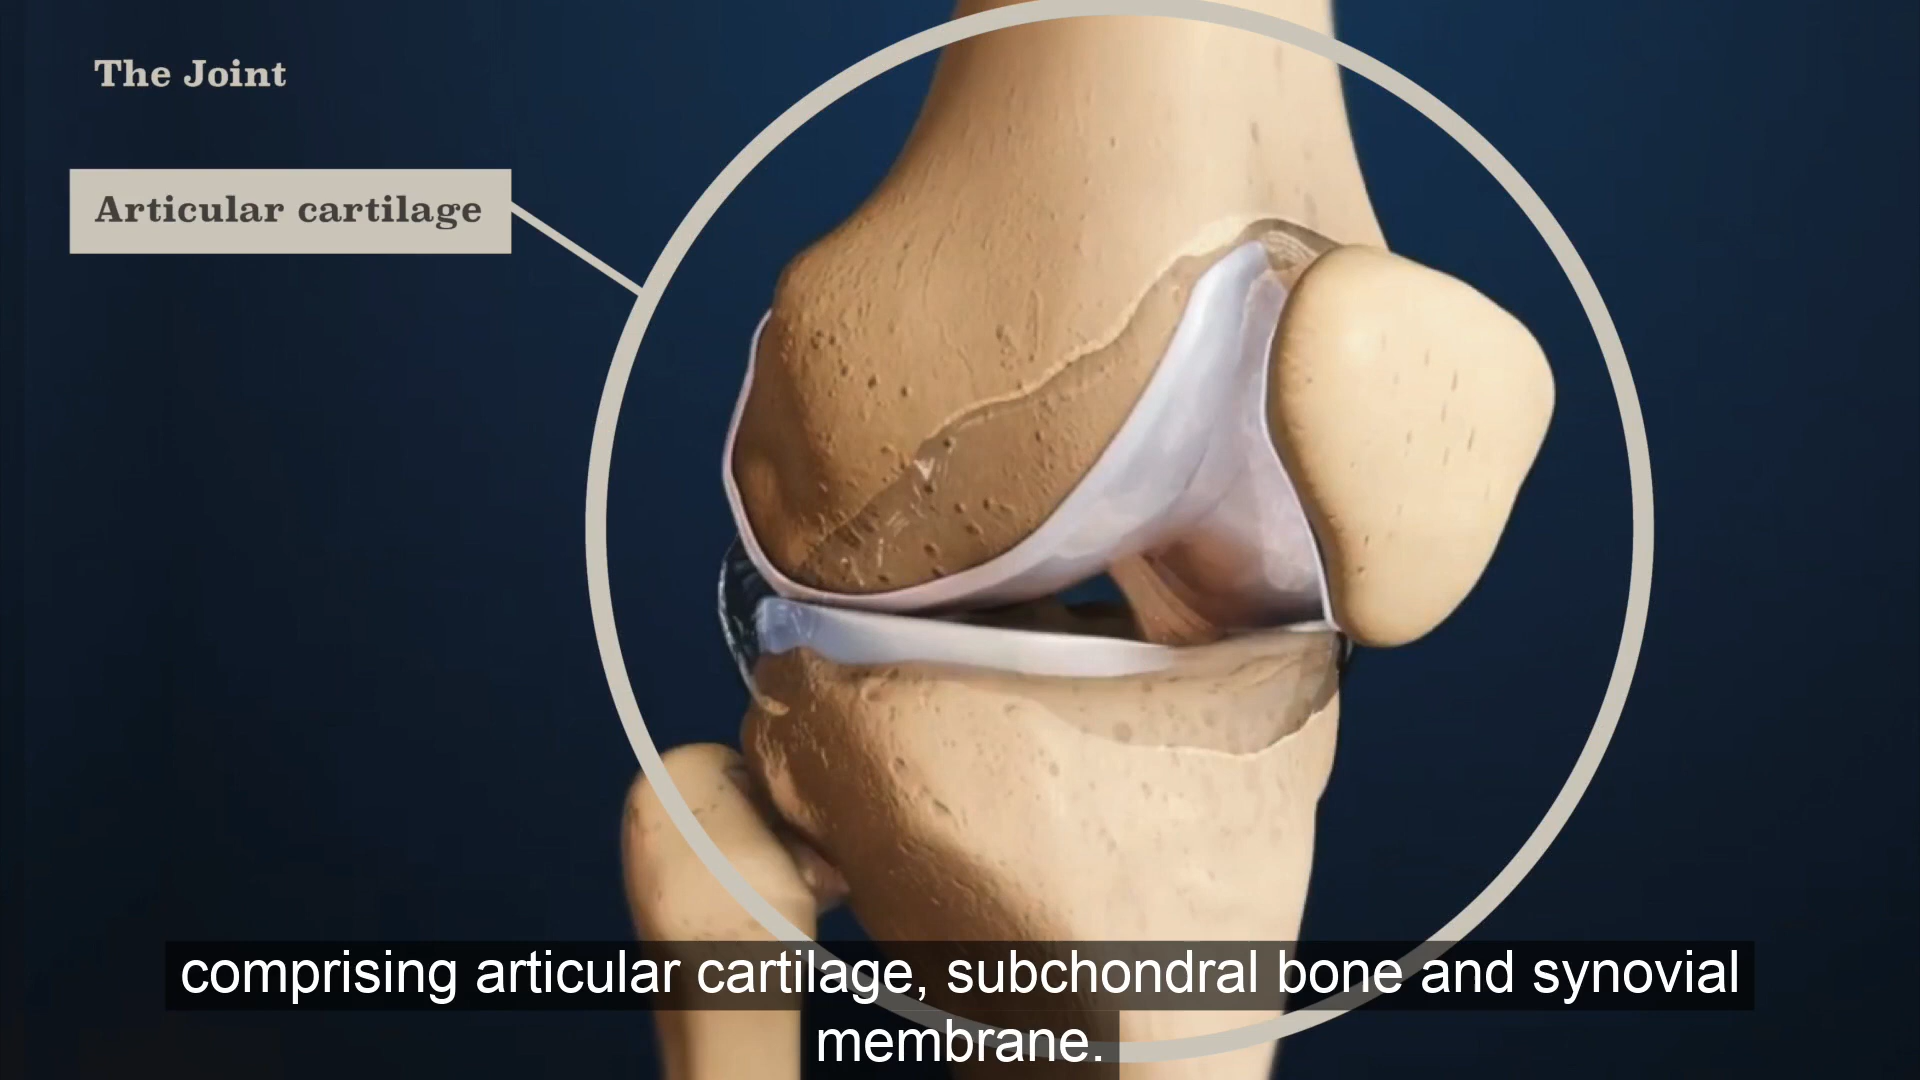 The Joint
Articular cartilage
comprising articular cartilage, subchondral bone and synovial
membrane.